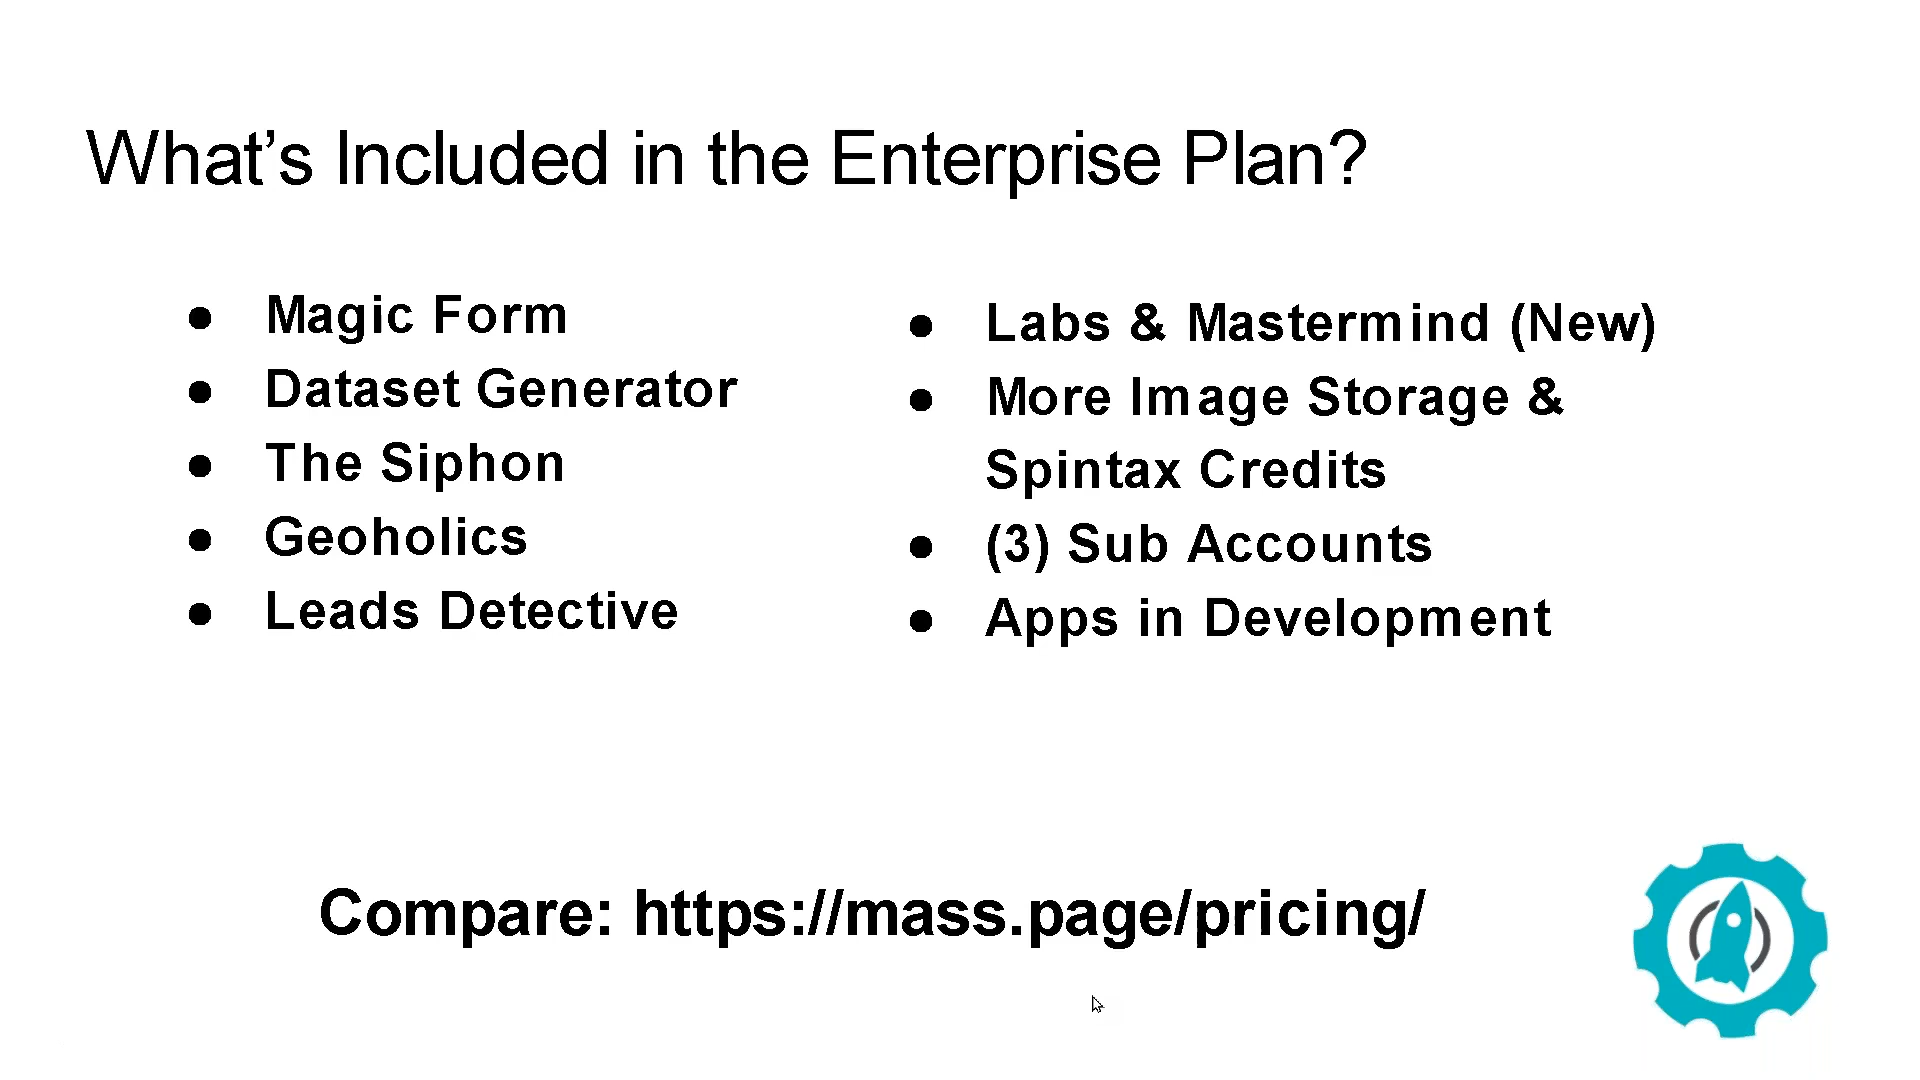 What’s Included in the Enterprise Plan?
● Magic Form
● Dataset Generator
● The Siphon
● Geoholics
● Leads Detective
● Labs & Mastermind (New)
● More Image Storage &
Spintax Credits
● (3) Sub Accounts
● Apps in Development
Compare: https://mass.page/pricing/